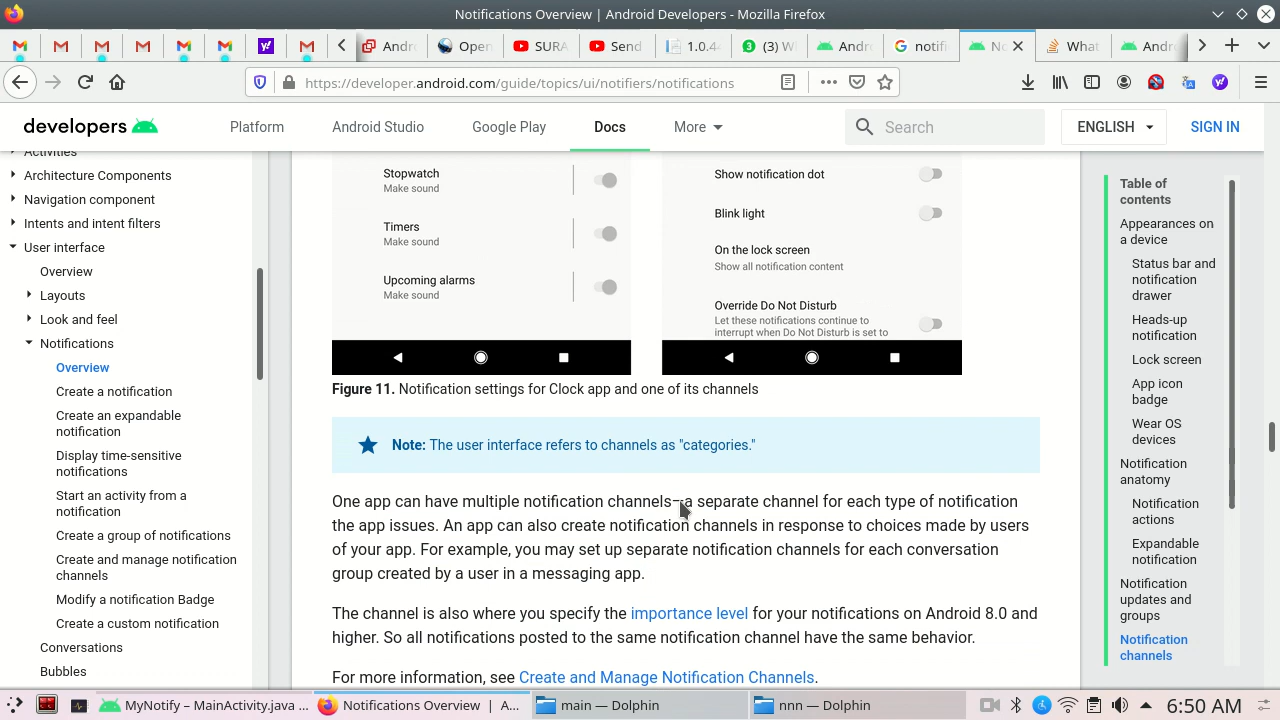 Notifications Overview | Android Developers - Mozilla Firefox
Andr
Open
SURA
Send
1.0.4
(3) W
Andr
notifi
No
What
Andr
https://developer.android.com/guide/topics/ui/notifiers/notifications
developers
Platform
Android Studio
Google Play
Docs
More
Search
ENGLISH
SIGN IN
Activities
Architecture Components
Navigation component
Intents and intent filters
User interface
Overview
Layouts
Look and feel
Notifications
Overview
Create a notification
Create an expandable
notification
Display time-sensitive
notifications
Start an activity from a
notification
Create a group of notifications
Create and manage notification
channels
Modify a notification Badge
Create a custom notification
Conversations
Bubbles
Stopwatch
Make sound
Timers
Make sound
Upcoming alarms
Make sound
Show notification dot
Blink light
On the lock screen
Show all notification content
Override Do Not Disturb
Let these notifications continue to
interrupt when Do Not Disturb is set to
Figure 11. Notification settings for Clock app and one of its channels
Note: The user interface refers to channels as "categories."
One app can have multiple notification channels—a separate channel for each type of notification
the app issues. An app can also create notification channels in response to choices made by users
of your app. For example, you may set up separate notification channels for each conversation
group created by a user in a messaging app.
The channel is also where you specify the importance level for your notifications on Android 8.0 and
higher. So all notifications posted to the same notification channel have the same behavior.
For more information, see Create and Manage Notification Channels.
Table of
contents
Appearances on
a device
Status bar and
notification
drawer
Heads-up
notification
Lock screen
App icon
badge
Wear OS
devices
Notification
anatomy
Notification
actions
Expandable
notification
Notification
updates and
groups
Notification
channels
MyNotify – MainActivity.java ...
Notifications Overview | A...
main — Dolphin
nnn — Dolphin
6:50 AM